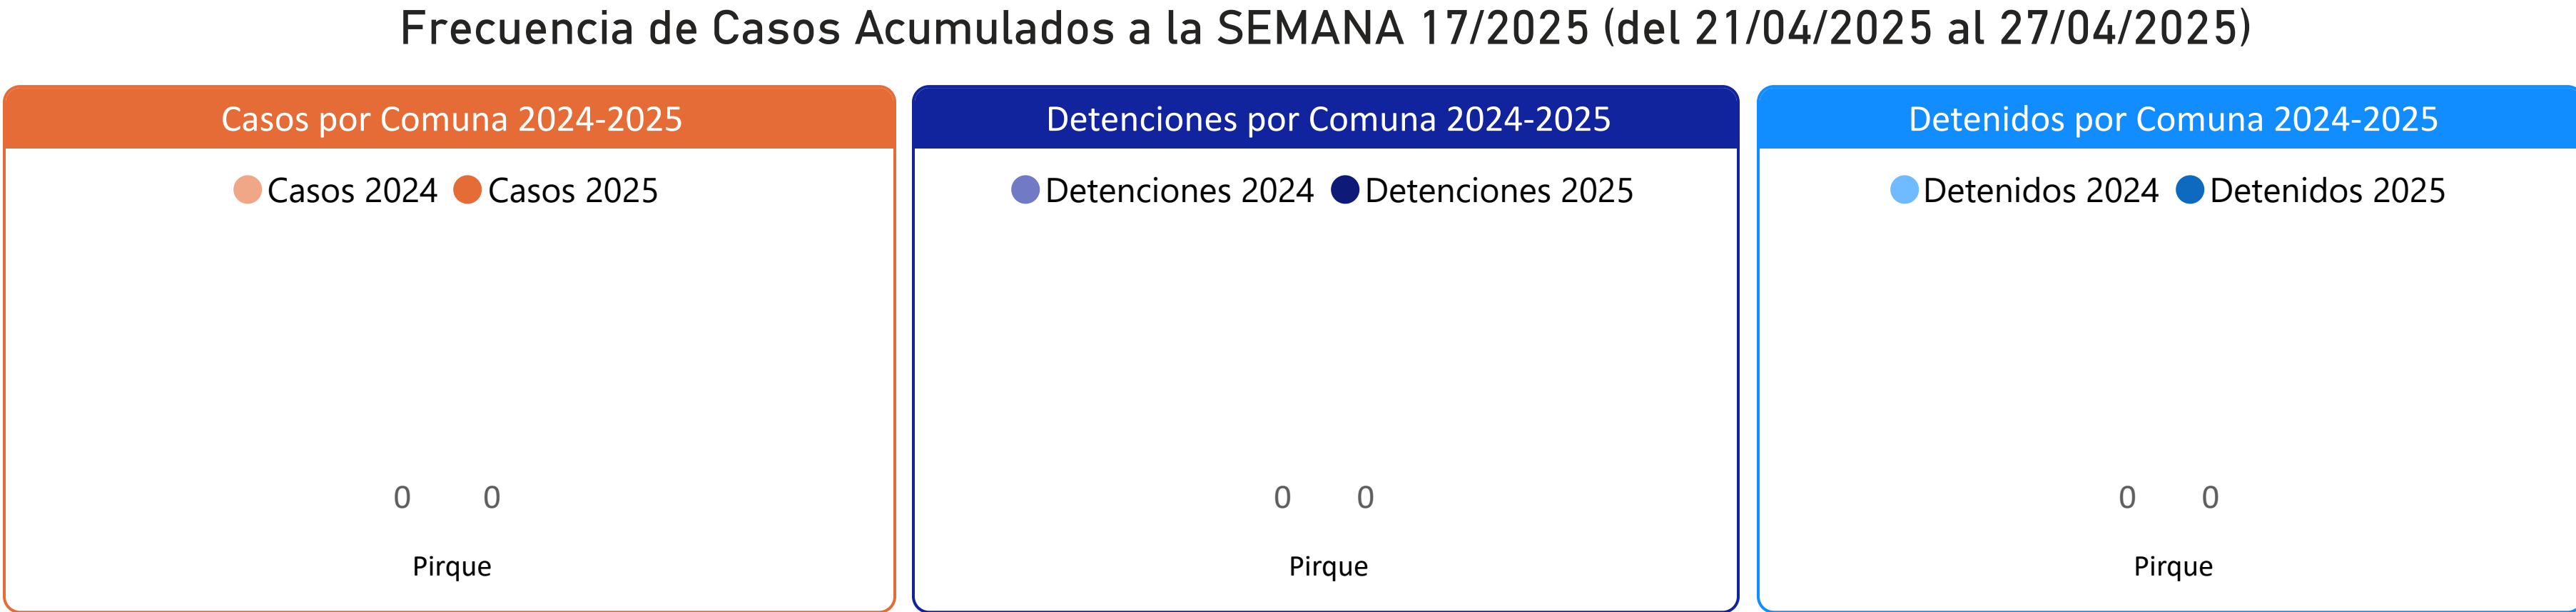 Frecuencia de Casos Acumulados a la SEMANA 17/2025 (del 21/04/2025 al 27/04/2025)
Casos por Comuna 2024-2025
Casos 2024 Casos 2025
0 0
Pirque
Detenciones por Comuna 2024-2025
Detenciones 2024 Detenciones 2025
0 0
Pirque
Detenidos por Comuna 2024-2025
Detenidos 2024 Detenidos 2025
0 0
Pirque